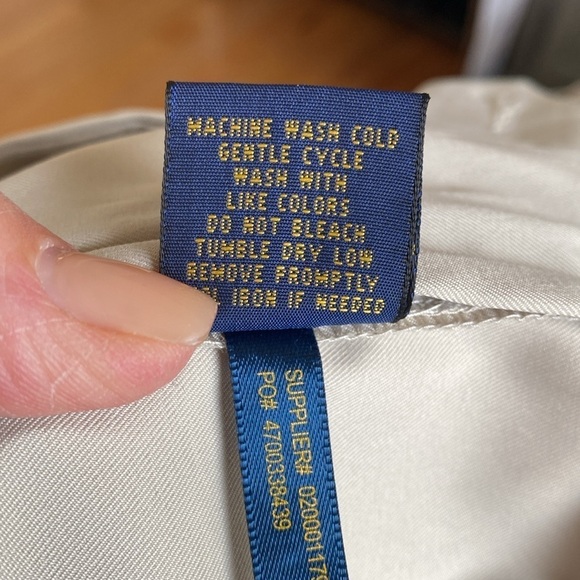 MACHINE WASH COLD
GENTLE CYCLE
WASH WITH
LIKE COLORS
DO NOT BLEACH
TUMBLE DRY LOW
REMOVE PROMPTLY
IRON IF NEEDED
SUPPLIER# 020001179
PO# 4700338439